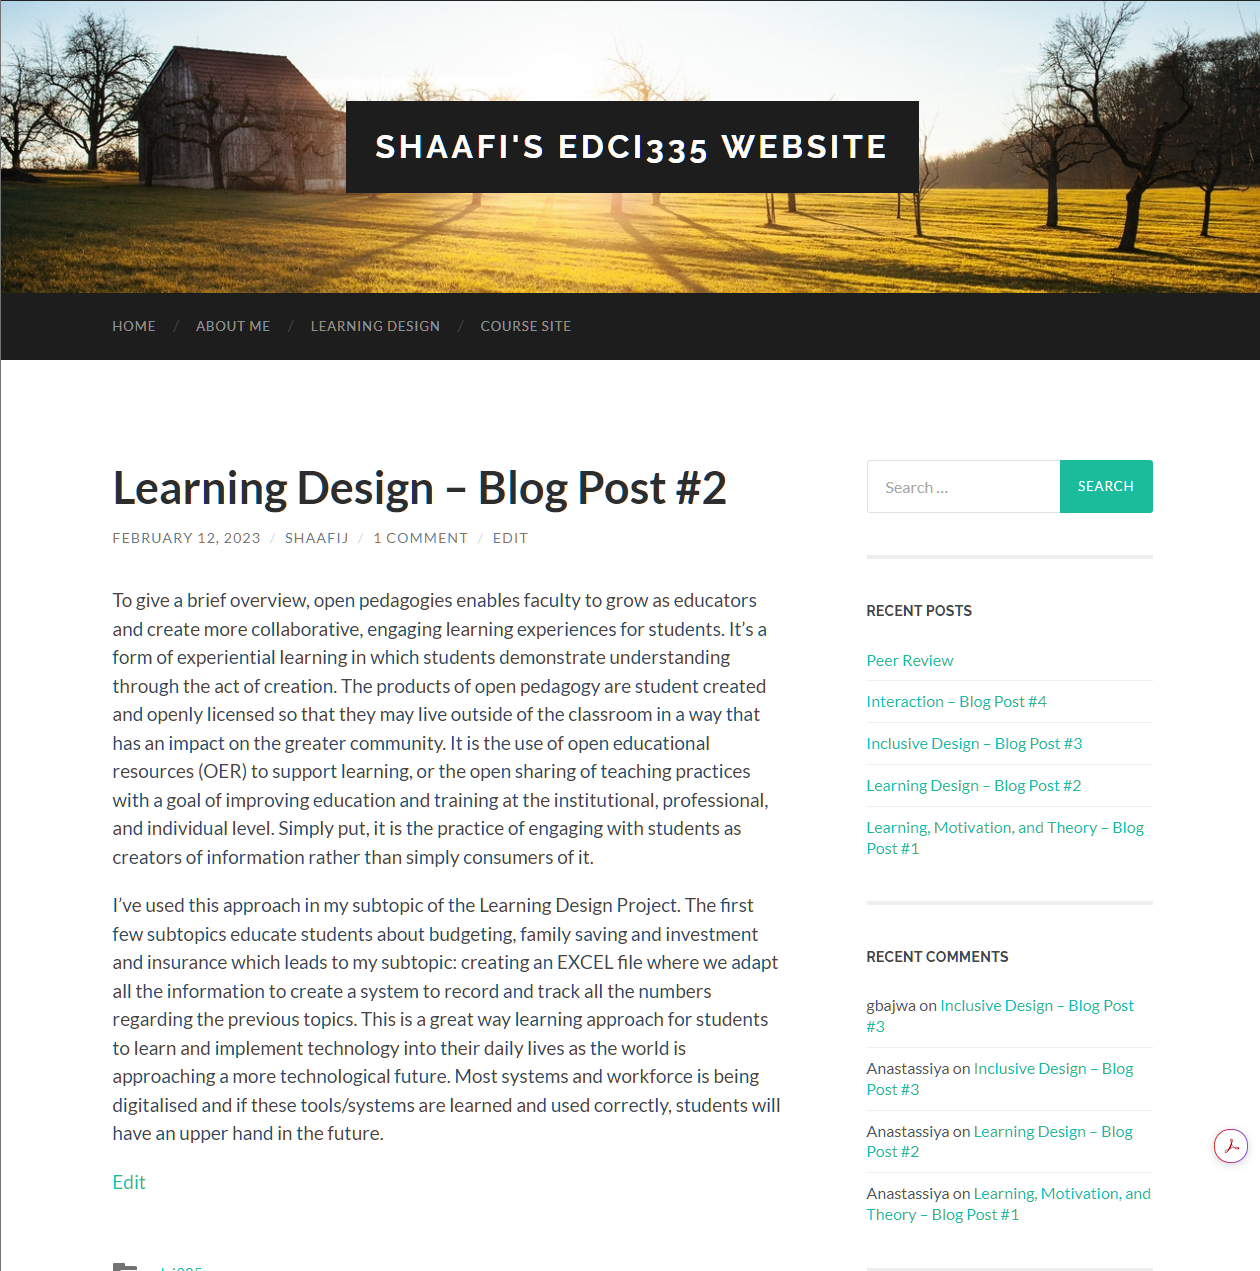 SHAAFI'S EDCI335 WEBSITE
HOME / ABOUT ME / LEARNING DESIGN / COURSE SITE
Learning Design – Blog Post #2
FEBRUARY 12, 2023 / SHAAFIJ / 1 COMMENT / EDIT
To give a brief overview, open pedagogies enables faculty to grow as educators
and create more collaborative, engaging learning experiences for students. It’s a
form of experiential learning in which students demonstrate understanding
through the act of creation. The products of open pedagogy are student created
and openly licensed so that they may live outside of the classroom in a way that
has an impact on the greater community. It is the use of open educational
resources (OER) to support learning, or the open sharing of teaching practices
with a goal of improving education and training at the institutional, professional,
and individual level. Simply put, it is the practice of engaging with students as
creators of information rather than simply consumers of it.
I’ve used this approach in my subtopic of the Learning Design Project. The first
few subtopics educate students about budgeting, family saving and investment
and insurance which leads to my subtopic: creating an EXCEL file where we adapt
all the information to create a system to record and track all the numbers
regarding the previous topics. This is a great way learning approach for students
to learn and implement technology into their daily lives as the world is
approaching a more technological future. Most systems and workforce is being
digitalised and if these tools/systems are learned and used correctly, students will
have an upper hand in the future.
Edit
Search ...
SEARCH
RECENT POSTS
Peer Review
Interaction – Blog Post #4
Inclusive Design – Blog Post #3
Learning Design – Blog Post #2
Learning, Motivation, and Theory – Blog
Post #1
RECENT COMMENTS
gbajwa on Inclusive Design – Blog Post
#3
Anastassiya on Inclusive Design – Blog
Post #3
Anastassiya on Learning Design – Blog
Post #2
Anastassiya on Learning, Motivation, and
Theory – Blog Post #1